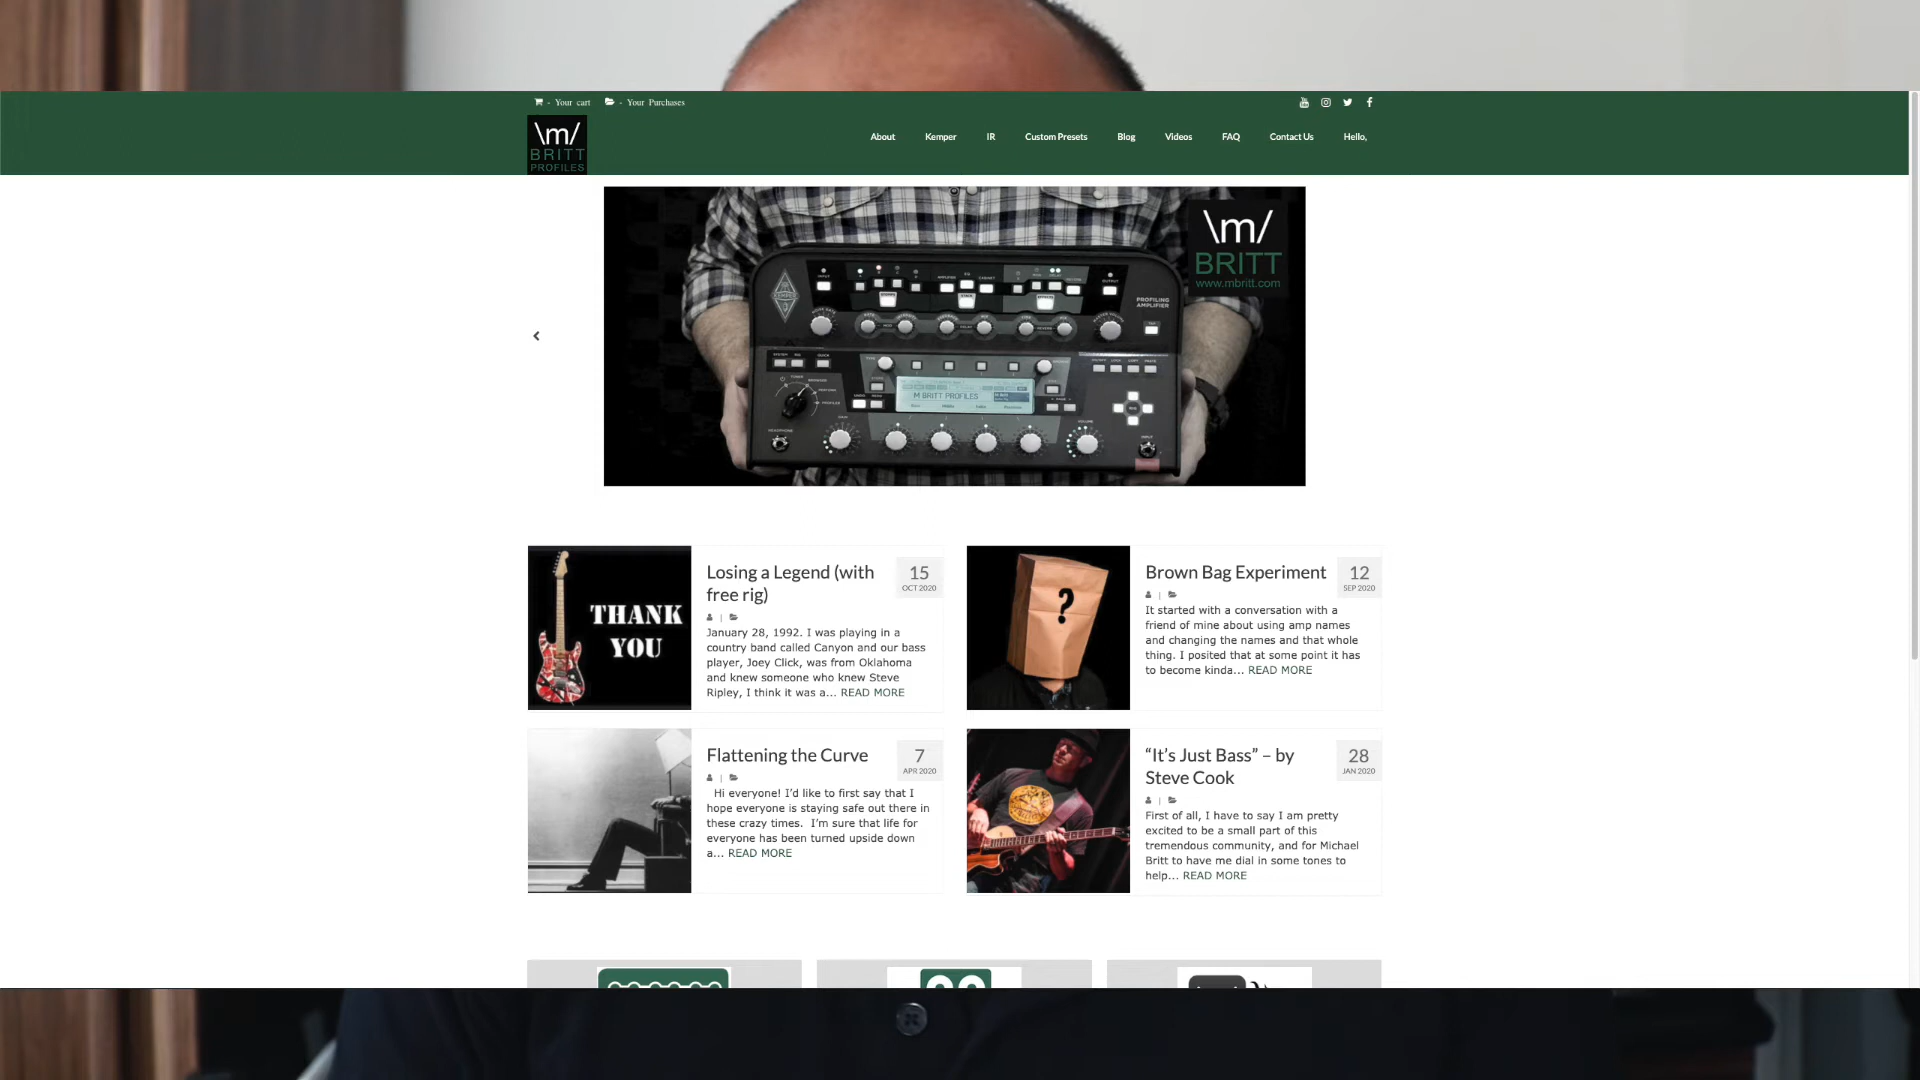 - Your cart
- Your Purchases
\m/
BRITT
PROFILES
About
Kemper
IR
Custom Presets
Blog
Videos
FAQ
Contact Us
Hello,
\m/
BRITT
www.mbritt.com
KEMPER
INPUT
OUTPUT
PROFILING
AMPLIFIER
M BRITT PROFILES
THANK
YOU
Losing a Legend (with
free rig)
15
OCT 2020
|
January 28, 1992. I was playing in a
country band called Canyon and our bass
player, Joey Click, was from Oklahoma
and knew someone who knew Steve
Ripley, I think it was a... READ MORE
?
Brown Bag Experiment
12
SEP 2020
|
It started with a conversation with a
friend of mine about using amp names
and changing the names and that whole
thing. I posited that at some point it has
to become kinda... READ MORE
Flattening the Curve
7
APR 2020
|
Hi everyone! I’d like to first say that I
hope everyone is staying safe out there in
these crazy times. I’m sure that life for
everyone has been turned upside down
a... READ MORE
“It’s Just Bass” – by
Steve Cook
28
JAN 2020
|
First of all, I have to say I am pretty
excited to be a small part of this
tremendous community, and for Michael
Britt to have me dial in some tones to
help... READ MORE